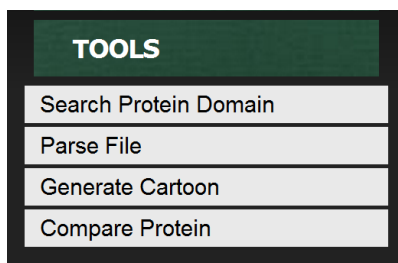 TOOLS
Search Protein Domain
Parse File
Generate Cartoon
Compare Protein